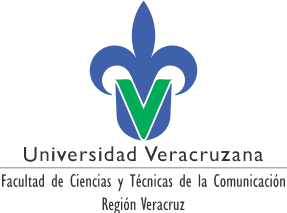 Universidad Veracruzana
Facultad de Ciencias y Técnicas de la Comunicación
Región Veracruz